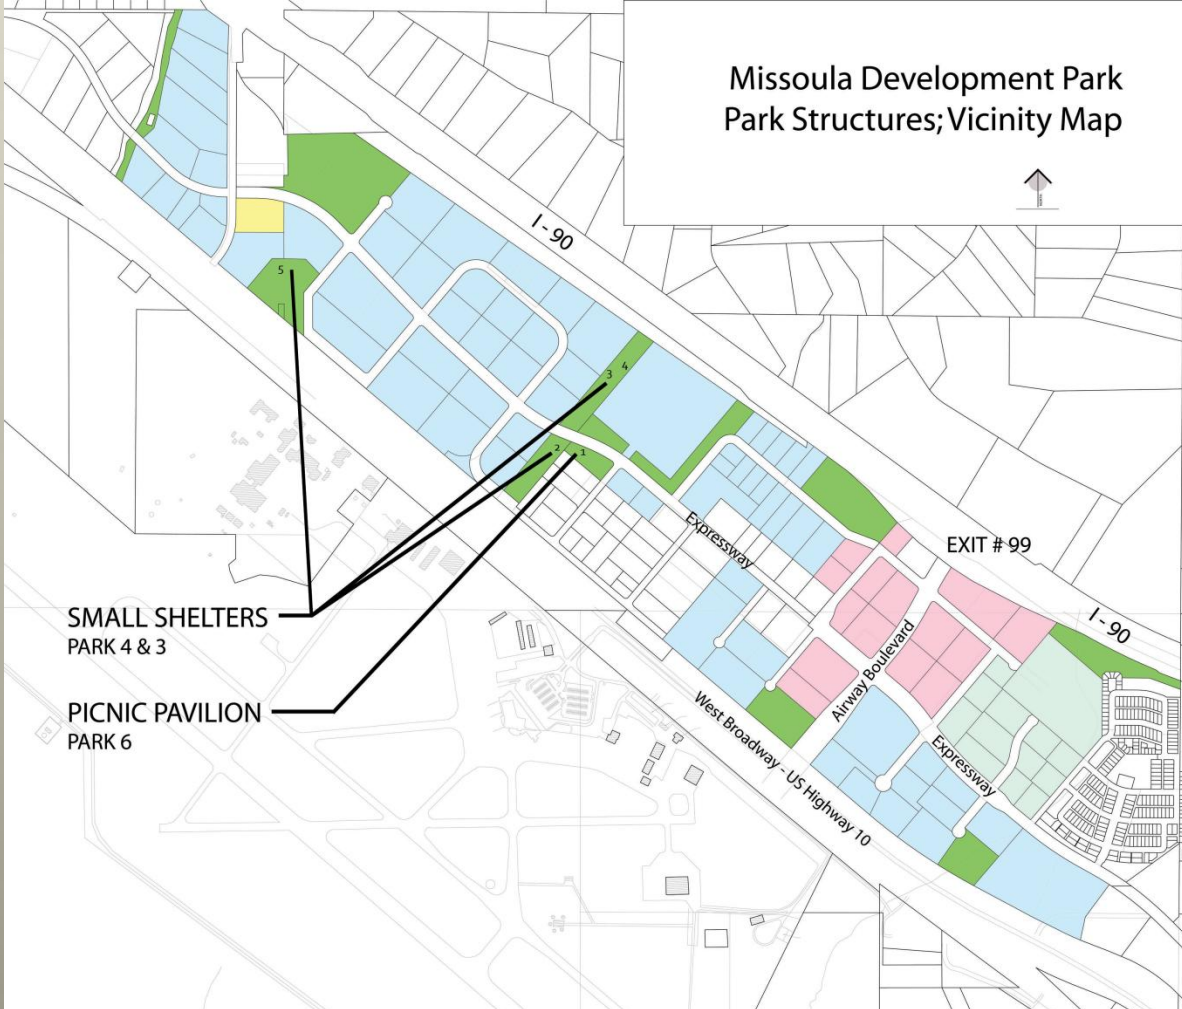 Missoula Development Park
Park Structures; Vicinity Map
I - 90
5
3
4
2
1
Expressway
EXIT # 99
SMALL SHELTERS
PARK 4 & 3
I - 90
Airway Boulevard
PICNIC PAVILION
PARK 6
West Broadway - US Highway 10
Expressway